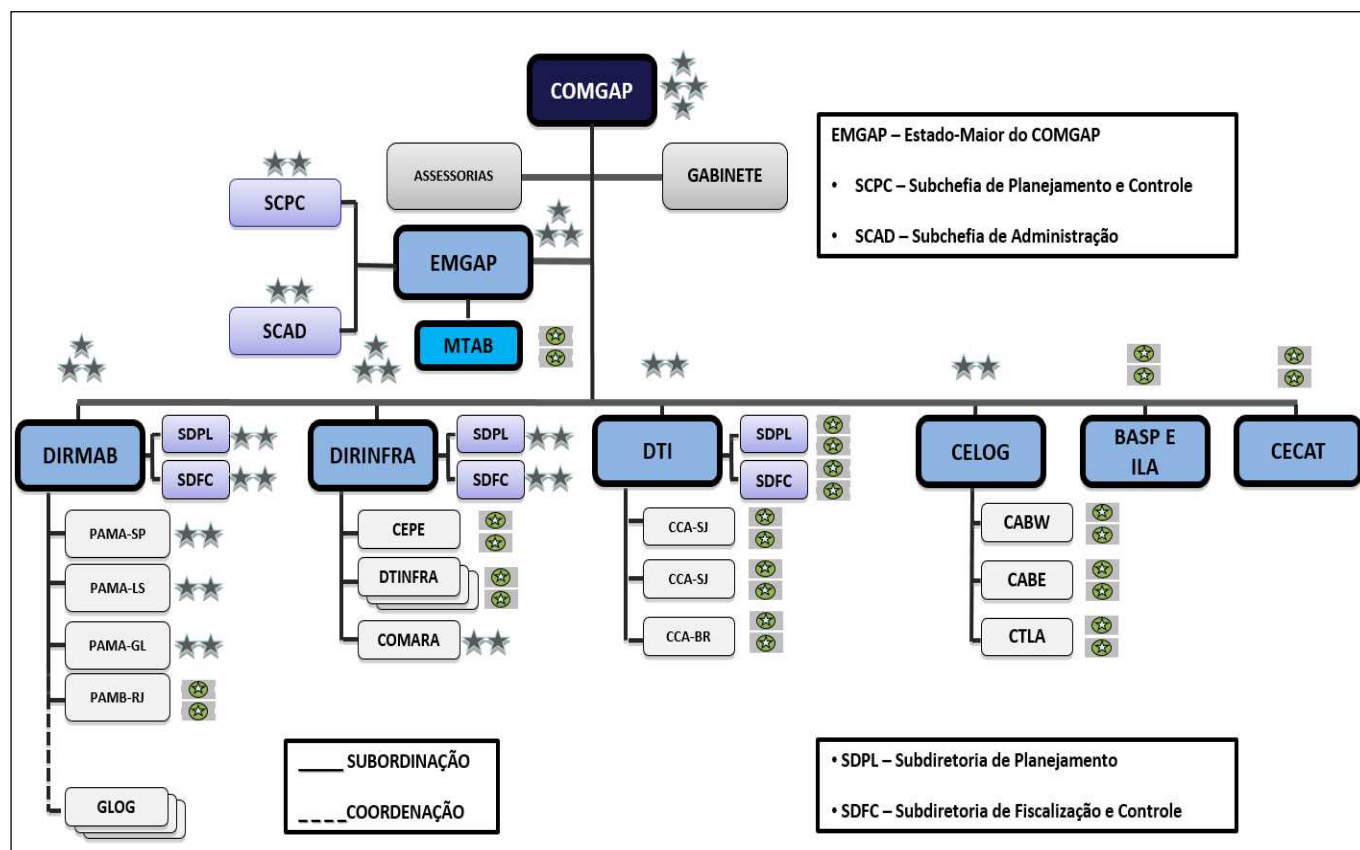 COMGAP
ASSESSORIAS
GABINETE
EMGAP – Estado-Maior do COMGAP
• SCPC – Subchefia de Planejamento e Controle
• SCAD – Subchefia de Administração
SCPC
EMGAP
SCAD
MTAB
DIRMAB
SDPL
SDFC
DIRINFRA
SDPL
SDFC
DTI
SDPL
SDFC
CELOG
BASP E
ILA
CECAT
PAMA-SP
PAMA-LS
PAMA-GL
PAMB-RJ
GLOG
CEPE
DTINFRA
COMARA
CCA-SJ
CCA-SJ
CCA-BR
CABW
CABE
CTLA
____ SUBORDINAÇÃO
----COORDENAÇÃO
• SDPL – Subdiretoria de Planejamento
• SDFC – Subdiretoria de Fiscalização e Controle